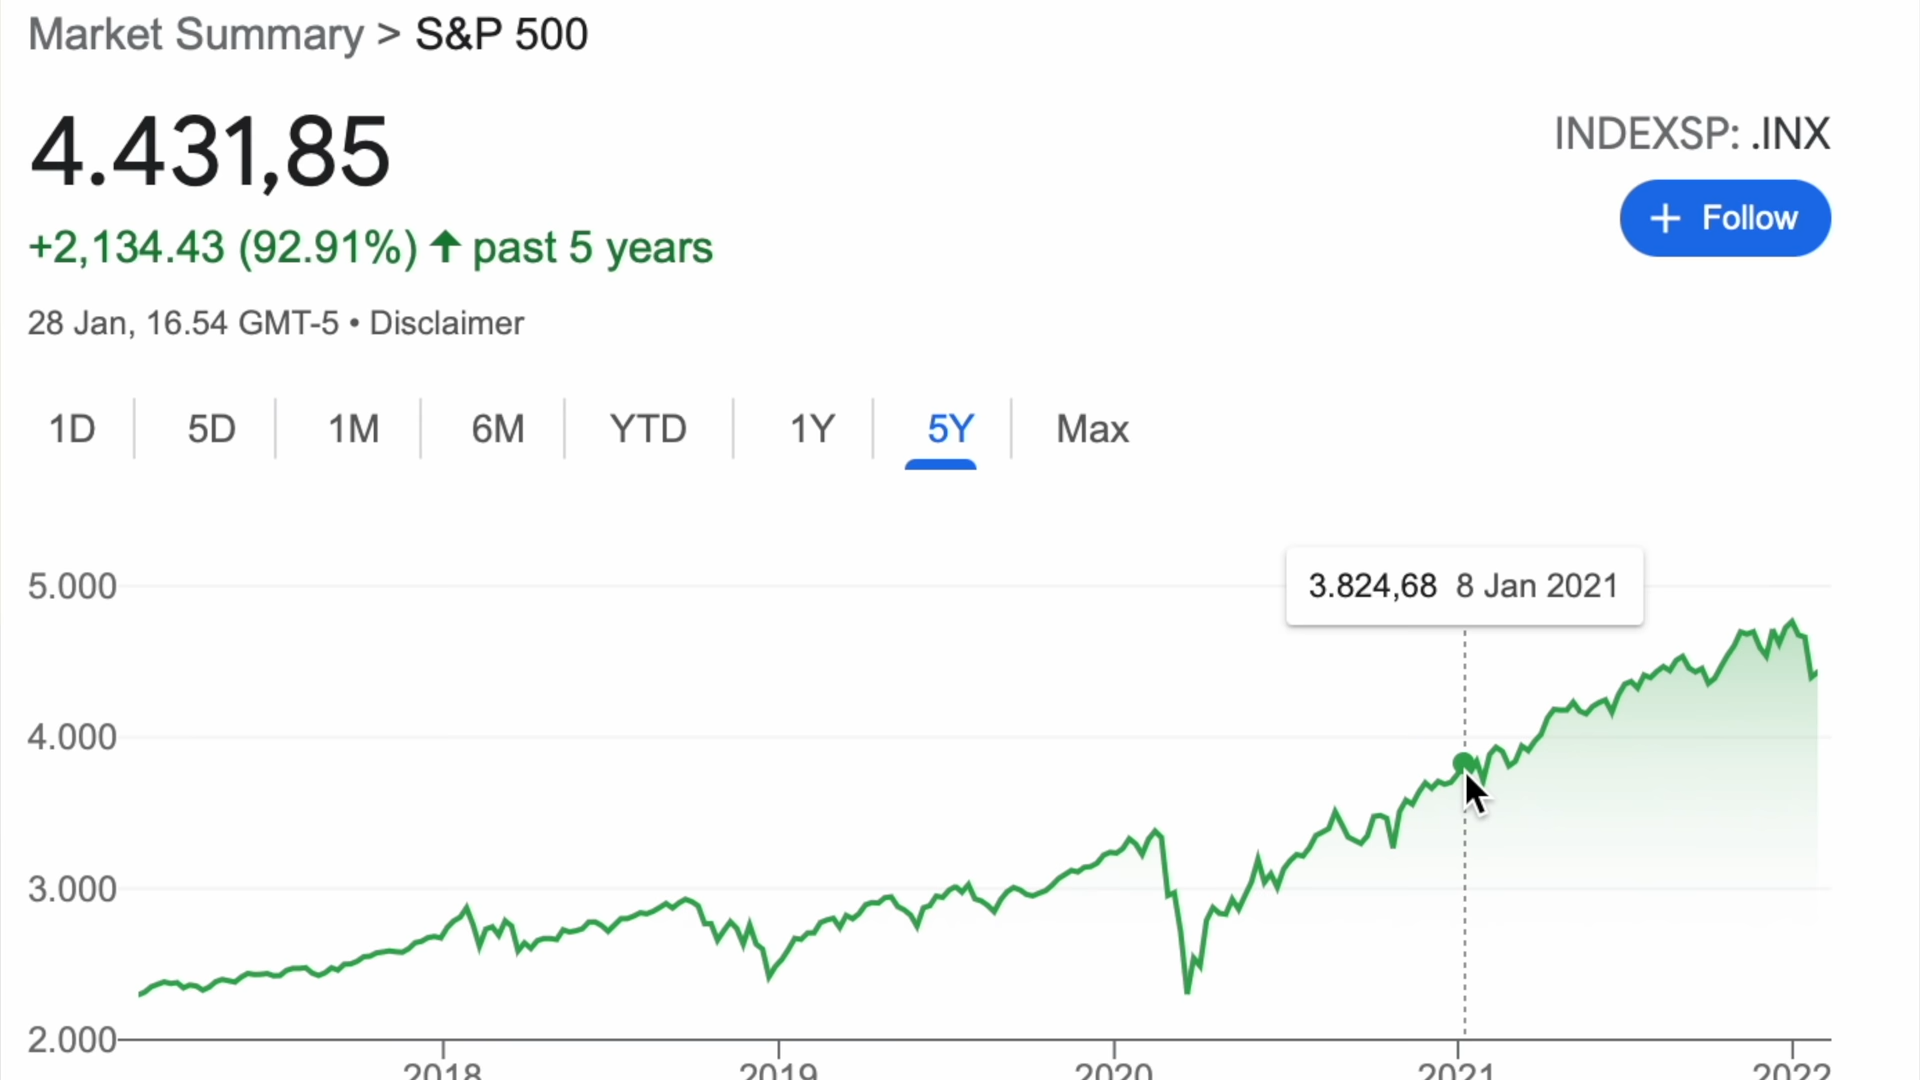 Market Summary > S&P 500
4.431,85
INDEXSP: .INX
+ Follow
+2,134.43 (92.91%) ↑ past 5 years
28 Jan, 16.54 GMT-5 • Disclaimer
1D 5D 1M 6M YTD 1Y 5Y Max
3.824,68 8 Jan 2021
5.000
4.000
3.000
2.000
2018 2019 2020 2021 2022